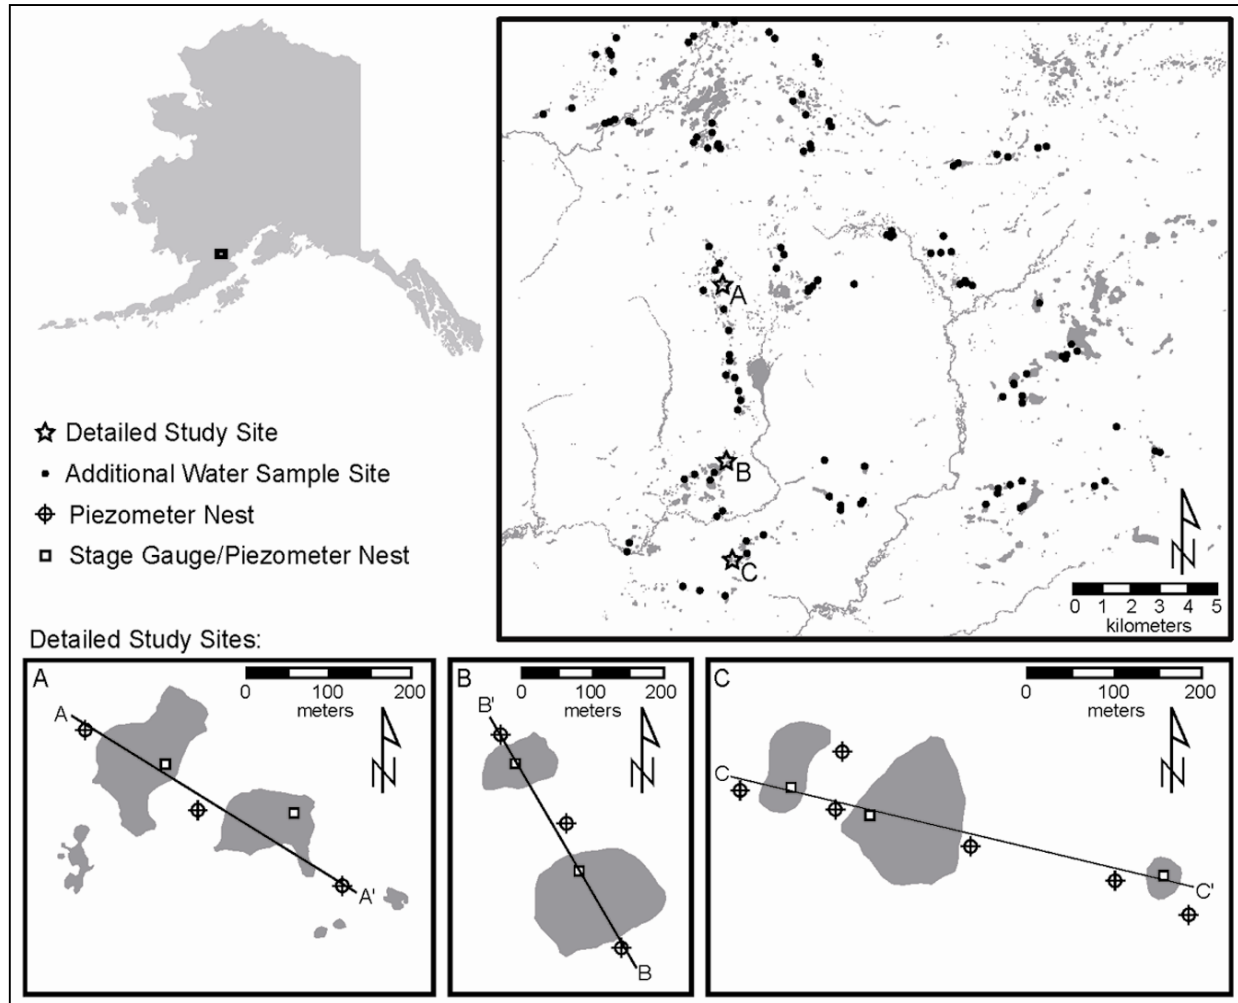 A
B
C
0 1 2 3 4 5
kilometers
N
Detailed Study Site
Additional Water Sample Site
Piezometer Nest
Stage Gauge/Piezometer Nest
Detailed Study Sites:
A
0 100 200
meters
N
A
A'
B
0 100 200
meters
N
B'
B
C
0 100 200
meters
N
C
C'